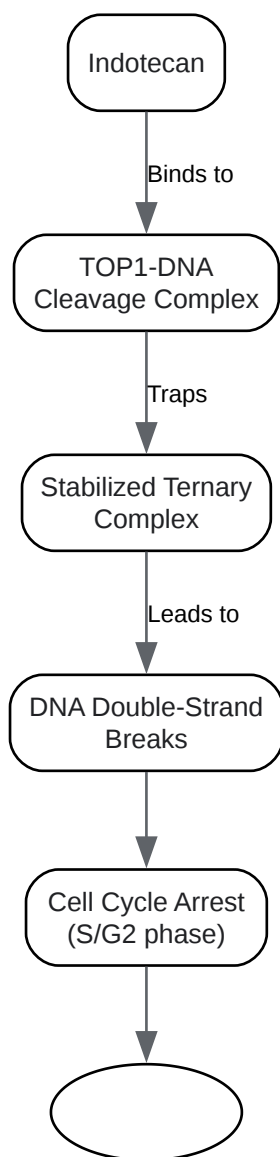 Indotecan
Binds to
TOP1-DNA
Cleavage Complex
Traps
Stabilized Ternary
Complex
Leads to
DNA Double-Strand
Breaks
Cell Cycle Arrest
(S/G2 phase)